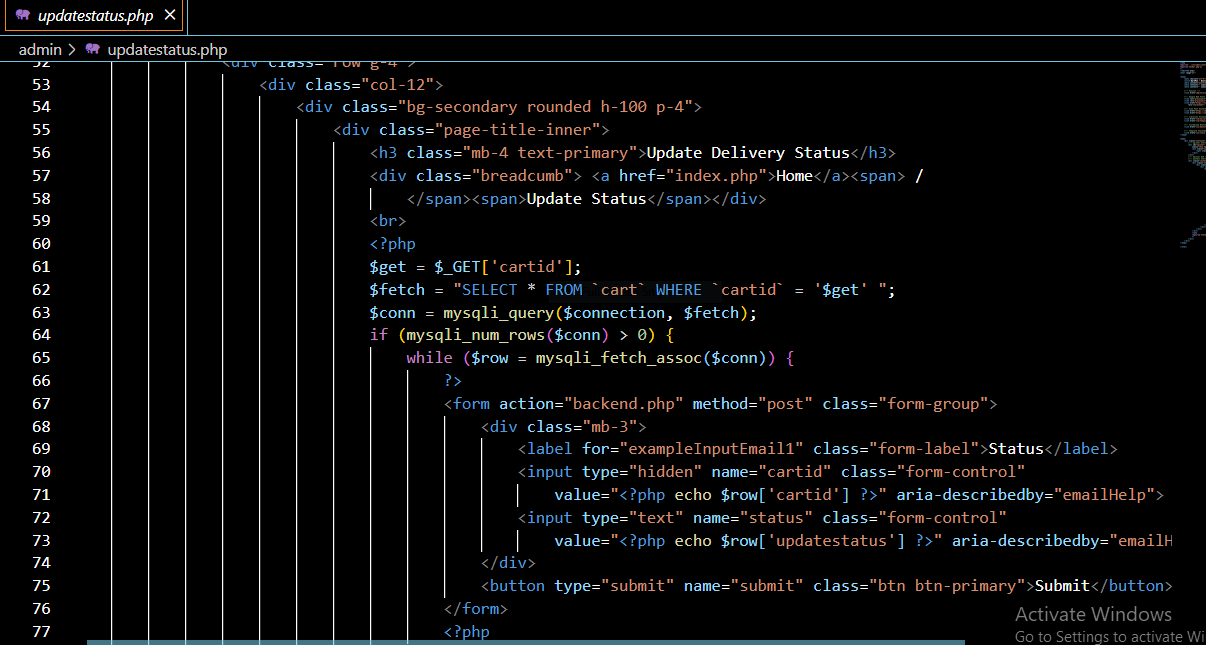 updatestatus.php ×
admin > updatestatus.php
52 <div class="row g-4">
53 <div class="col-12">
54 <div class="bg-secondary rounded h-100 p-4">
55 <div class="page-title-inner">
56 <h3 class="mb-4 text-primary">Update Delivery Status</h3>
57 <div class="breadcumb"> <a href="index.php">Home</a><span> /
58 </span><span>Update Status</span></div>
59 <br>
60 <?php
61 $get = $_GET['cartid'];
62 $fetch = "SELECT * FROM `cart` WHERE `cartid` = '$get' ";
63 $conn = mysqli_query($connection, $fetch);
64 if (mysqli_num_rows($conn) > 0) {
65 while ($row = mysqli_fetch_assoc($conn)) {
66 ?>
67 <form action="backend.php" method="post" class="form-group">
68 <div class="mb-3">
69 <label for="exampleInputEmail1" class="form-label">Status</label>
70 <input type="hidden" name="cartid" class="form-control"
71 value="<?php echo $row['cartid'] ?>" aria-describedby="emailHelp">
72 <input type="text" name="status" class="form-control"
73 value="<?php echo $row['updatestatus'] ?>" aria-describedby="emailH
74 </div>
75 <button type="submit" name="submit" class="btn btn-primary">Submit</button>
76 </form>
77 <?php
Activate Windows
Go to Settings to activate Wi